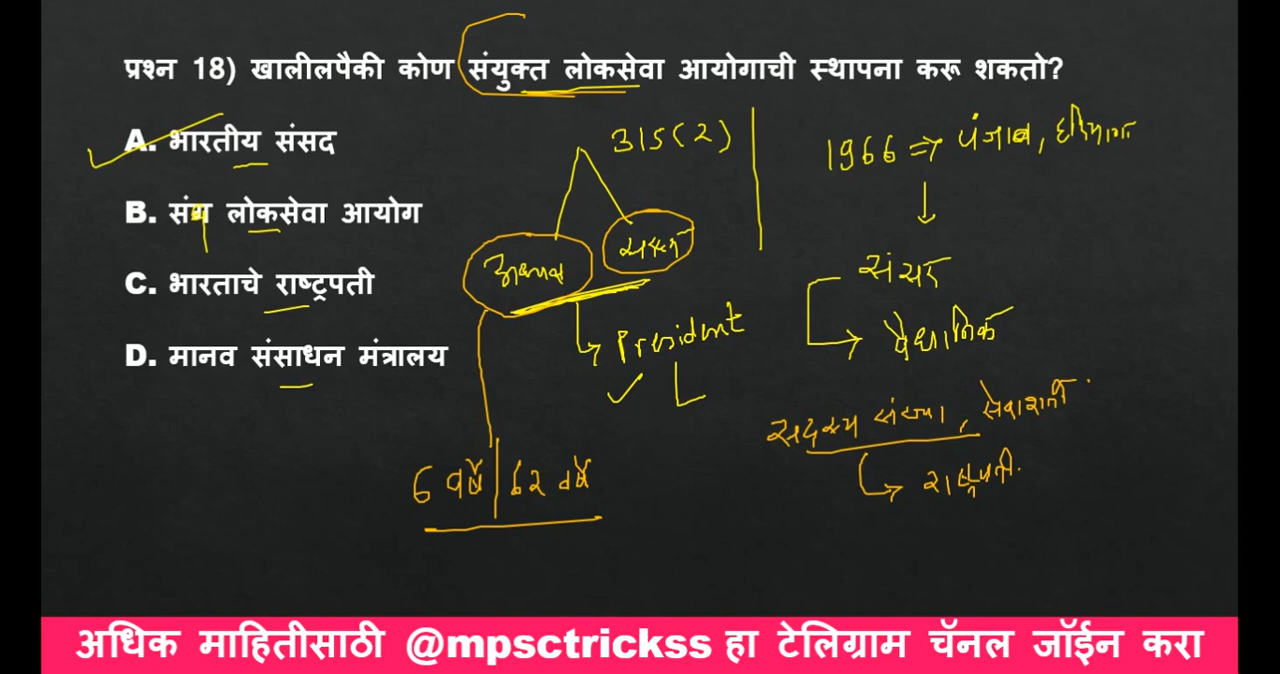 प्रश्न 18) खालीलपैकी कोण संयुक्त लोकसेवा आयोगाची स्थापना करू शकतो?
A. भारतीय संसद
B. संघ लोकसेवा आयोग
C. भारताचे राष्ट्रपती
D. मानव संसाधन मंत्रालय
315(2)
अध्यक्ष सदस्य
President
6 वर्षे 62 वर्षे
1966 ⇒ पंजाब, हरियाणा
संसद
वैधानिक
सदस्य संख्या, सेवाशर्ती
राष्ट्रपती.
अधिक माहितीसाठी @mpsctrickss हा टेलिग्राम चॅनल जॉईन करा